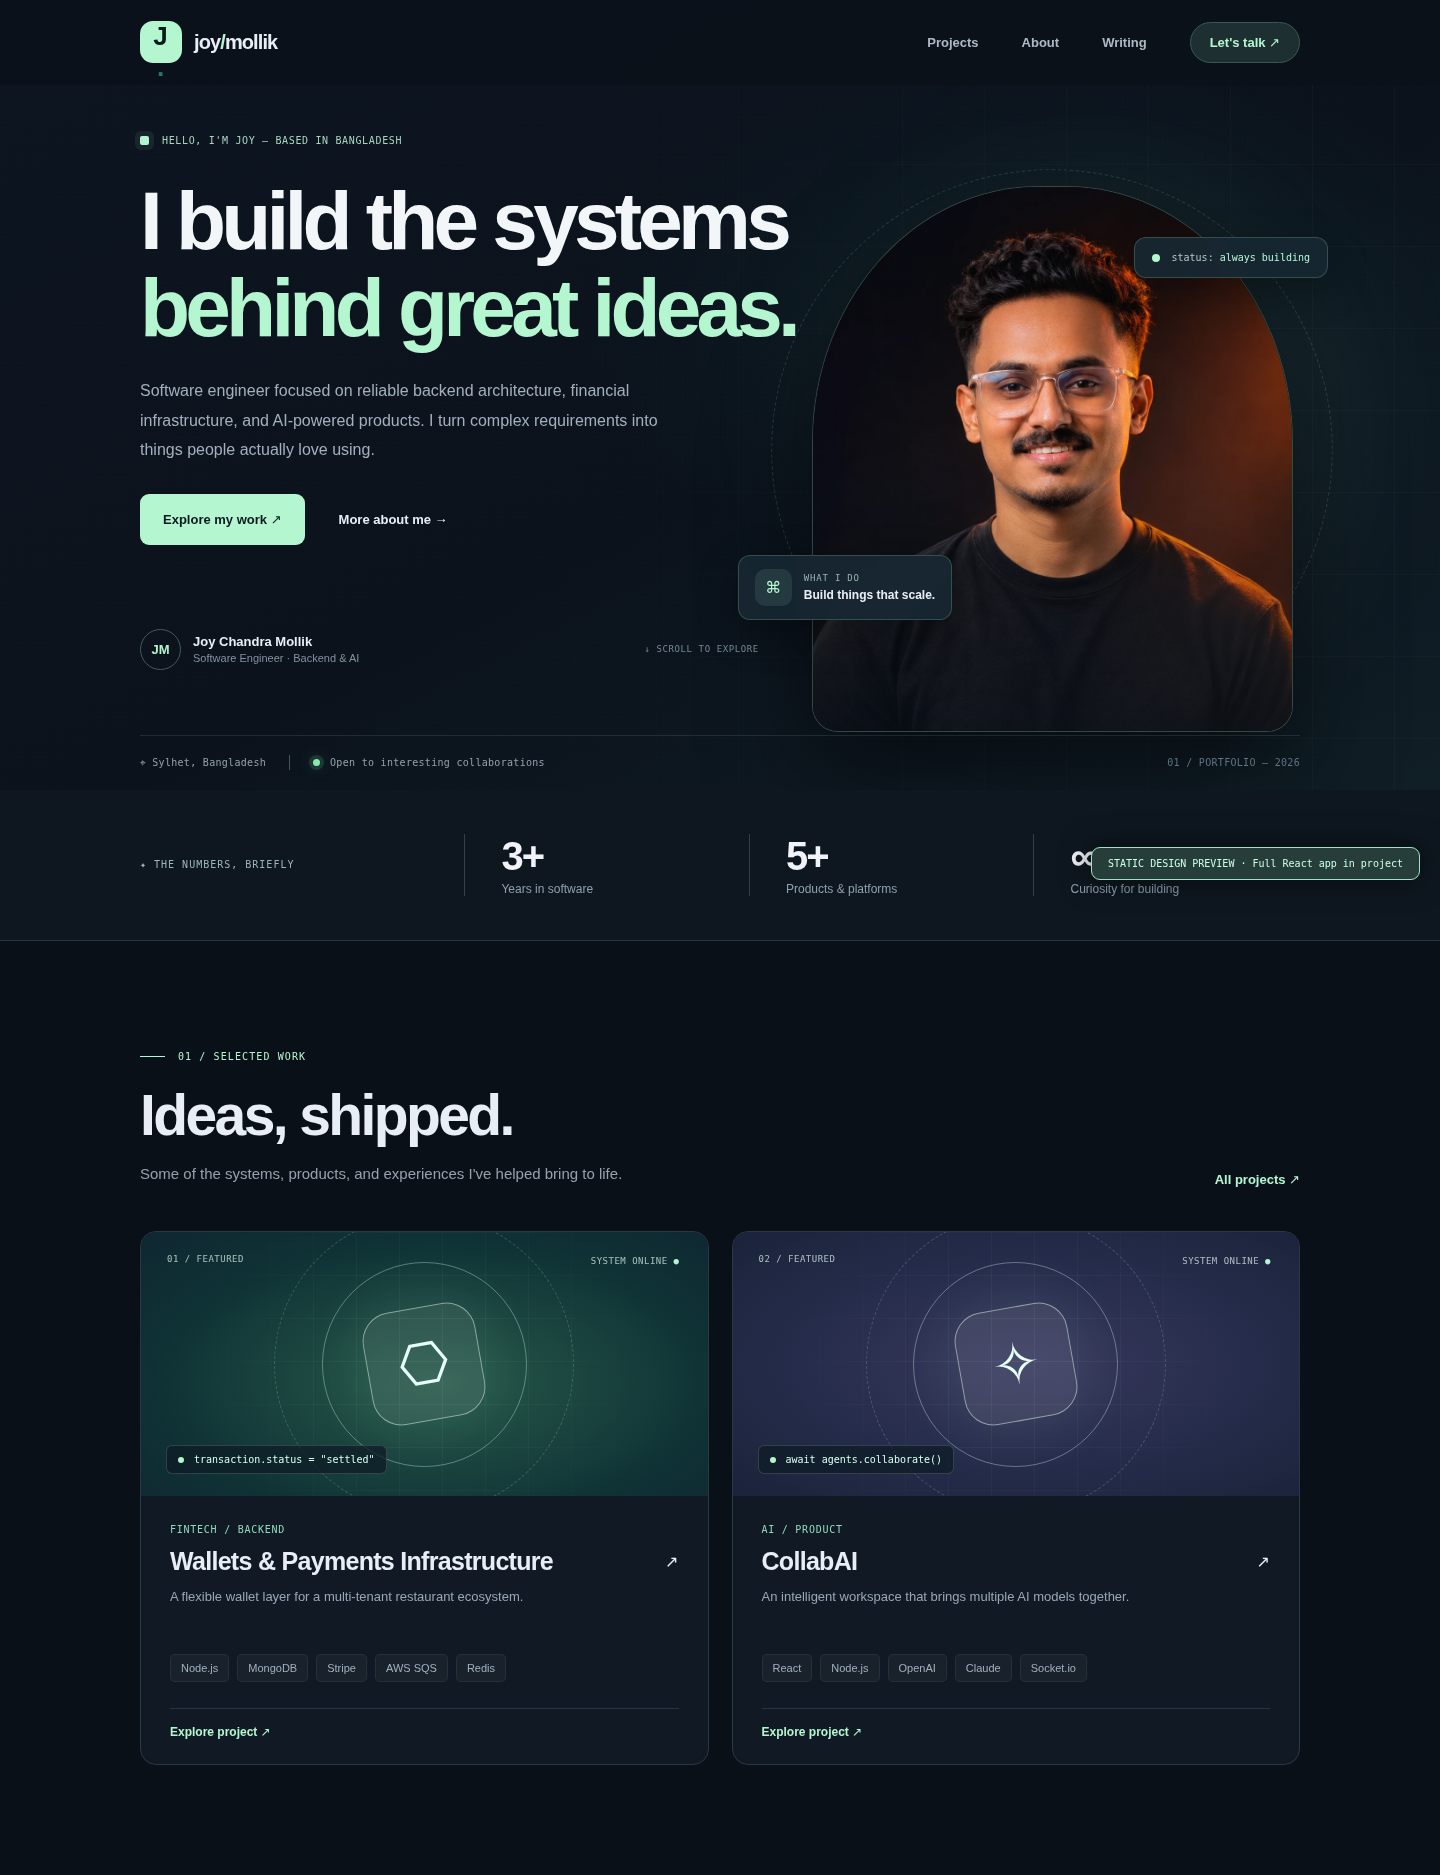 J
joy/mollik
Projects
About
Writing
Let's talk ↗
HELLO, I'M JOY — BASED IN BANGLADESH
I build the systems
behind great ideas.
status: always building
Software engineer focused on reliable backend architecture, financial
infrastructure, and AI-powered products. I turn complex requirements into
things people actually love using.
Explore my work ↗
More about me →
⌘
WHAT I DO
Build things that scale.
JM
Joy Chandra Mollik
Software Engineer · Backend & AI
↓ SCROLL TO EXPLORE
⌖ Sylhet, Bangladesh
Open to interesting collaborations
01 / PORTFOLIO — 2026
✦ THE NUMBERS, BRIEFLY
3+
Years in software
5+
Products & platforms
∞
Curiosity for building
STATIC DESIGN PREVIEW · Full React app in project
01 / SELECTED WORK
Ideas, shipped.
Some of the systems, products, and experiences I've helped bring to life.
All projects ↗
01 / FEATURED
SYSTEM ONLINE ●
transaction.status = "settled"
FINTECH / BACKEND
Wallets & Payments Infrastructure
↗
A flexible wallet layer for a multi-tenant restaurant ecosystem.
Node.js
MongoDB
Stripe
AWS SQS
Redis
Explore project ↗
02 / FEATURED
SYSTEM ONLINE ●
await agents.collaborate()
AI / PRODUCT
CollabAI
↗
An intelligent workspace that brings multiple AI models together.
React
Node.js
OpenAI
Claude
Socket.io
Explore project ↗